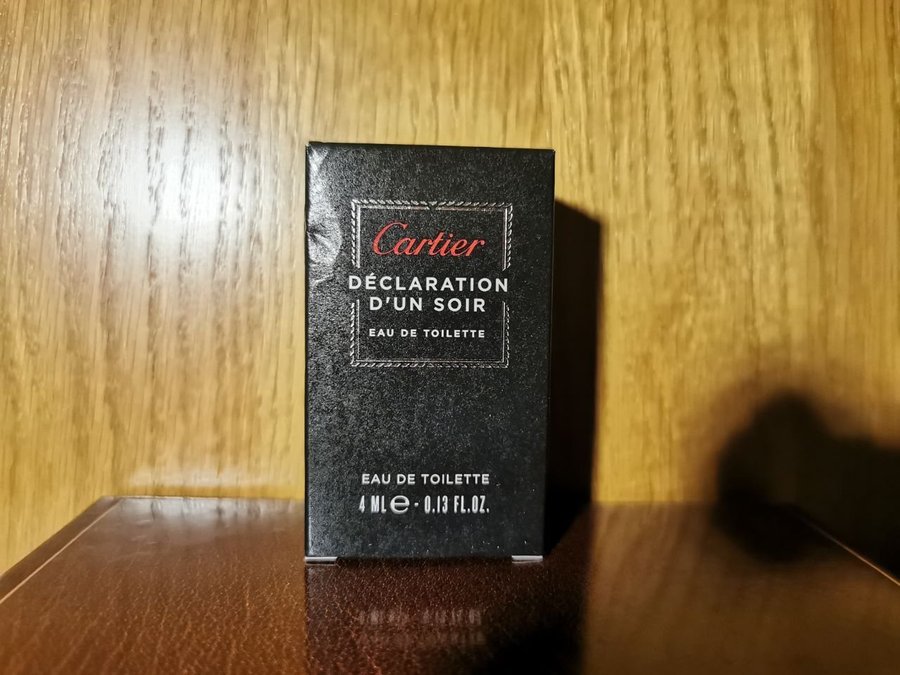 Cartier
DÉCLARATION
D'UN SOIR
EAU DE TOILETTE
EAU DE TOILETTE
4 ML e - 0.13 FL.OZ.